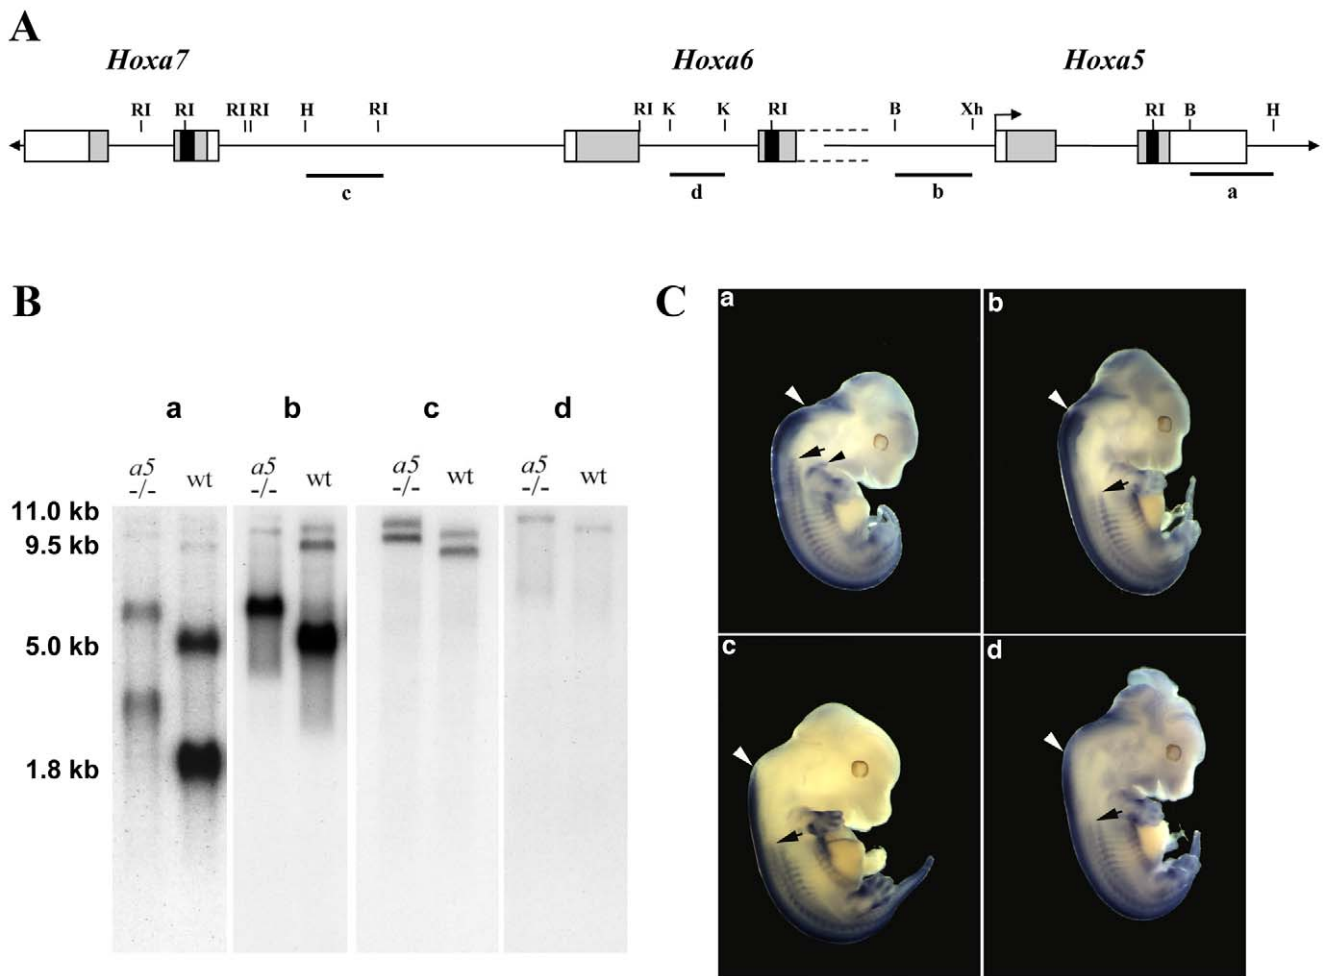 A
Hoxa7 Hoxa6 Hoxa5
RI RI RI RI H RI RI K K RI B Xh RI B H
c d b a
B
C
a b c d
a5 -/- wt a5 -/- wt a5 -/- wt a5 -/- wt
11.0 kb
9.5 kb
5.0 kb
1.8 kb
a b
c d